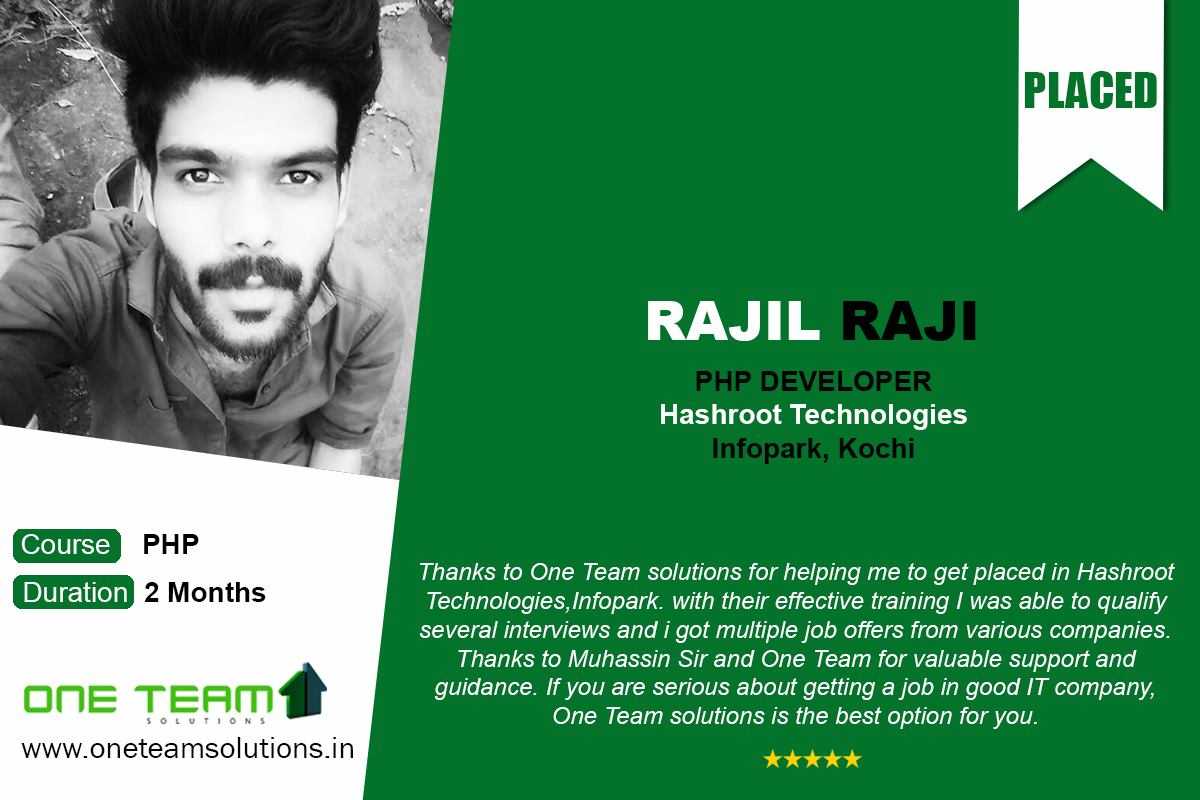 PLACED
RAJIL RAJI
PHP DEVELOPER
Hashroot Technologies
Infopark, Kochi
Course PHP
Duration 2 Months
ONE TEAM
SOLUTIONS
www.oneteamsolutions.in
Thanks to One Team solutions for helping me to get placed in Hashroot
Technologies,Infopark. with their effective training I was able to qualify
several interviews and i got multiple job offers from various companies.
Thanks to Muhassin Sir and One Team for valuable support and
guidance. If you are serious about getting a job in good IT company,
One Team solutions is the best option for you.